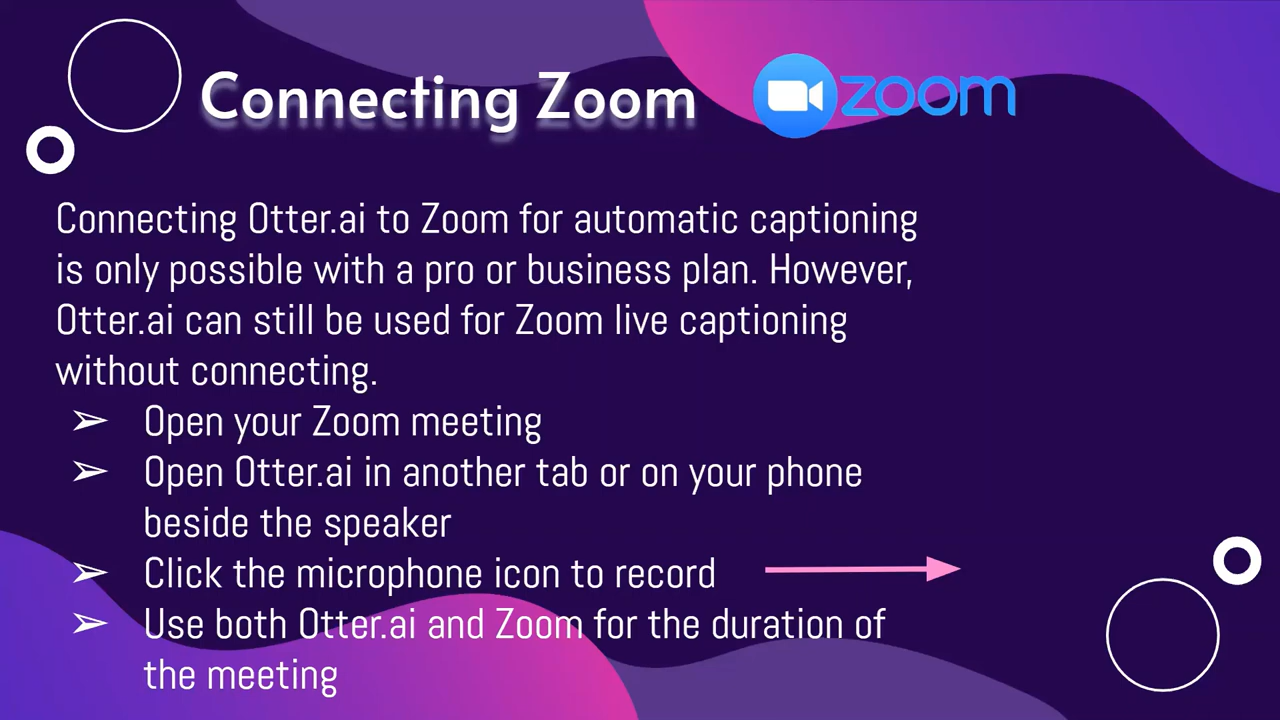 Connecting Zoom
zoom
Connecting Otter.ai to Zoom for automatic captioning
is only possible with a pro or business plan. However,
Otter.ai can still be used for Zoom live captioning
without connecting.
➢ Open your Zoom meeting
➢ Open Otter.ai in another tab or on your phone
beside the speaker
➢ Click the microphone icon to record
➢ Use both Otter.ai and Zoom for the duration of
the meeting